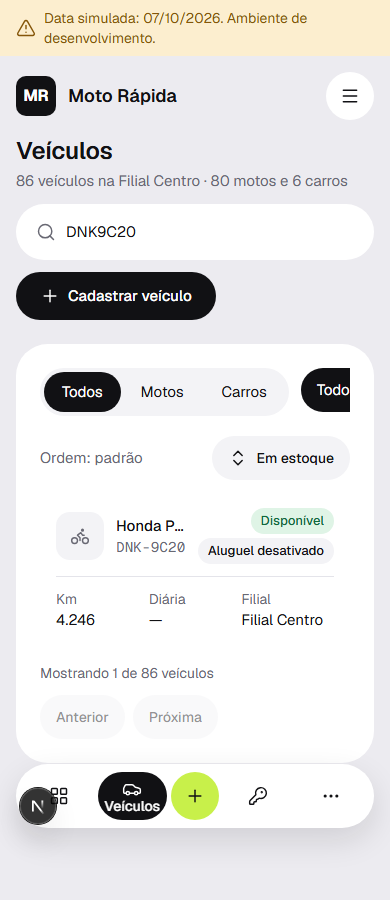 Data simulada: 07/10/2026. Ambiente de
desenvolvimento.
MR Moto Rápida
Veículos
86 veículos na Filial Centro · 80 motos e 6 carros
DNK9C20
Cadastrar veículo
Todos Motos Carros Todo
Ordem: padrão Em estoque
Honda P... Disponível
DNK-9C20 Aluguel desativado
Km Diária Filial
4.246 — Filial Centro
Mostrando 1 de 86 veículos
Anterior Próxima
N Veículos